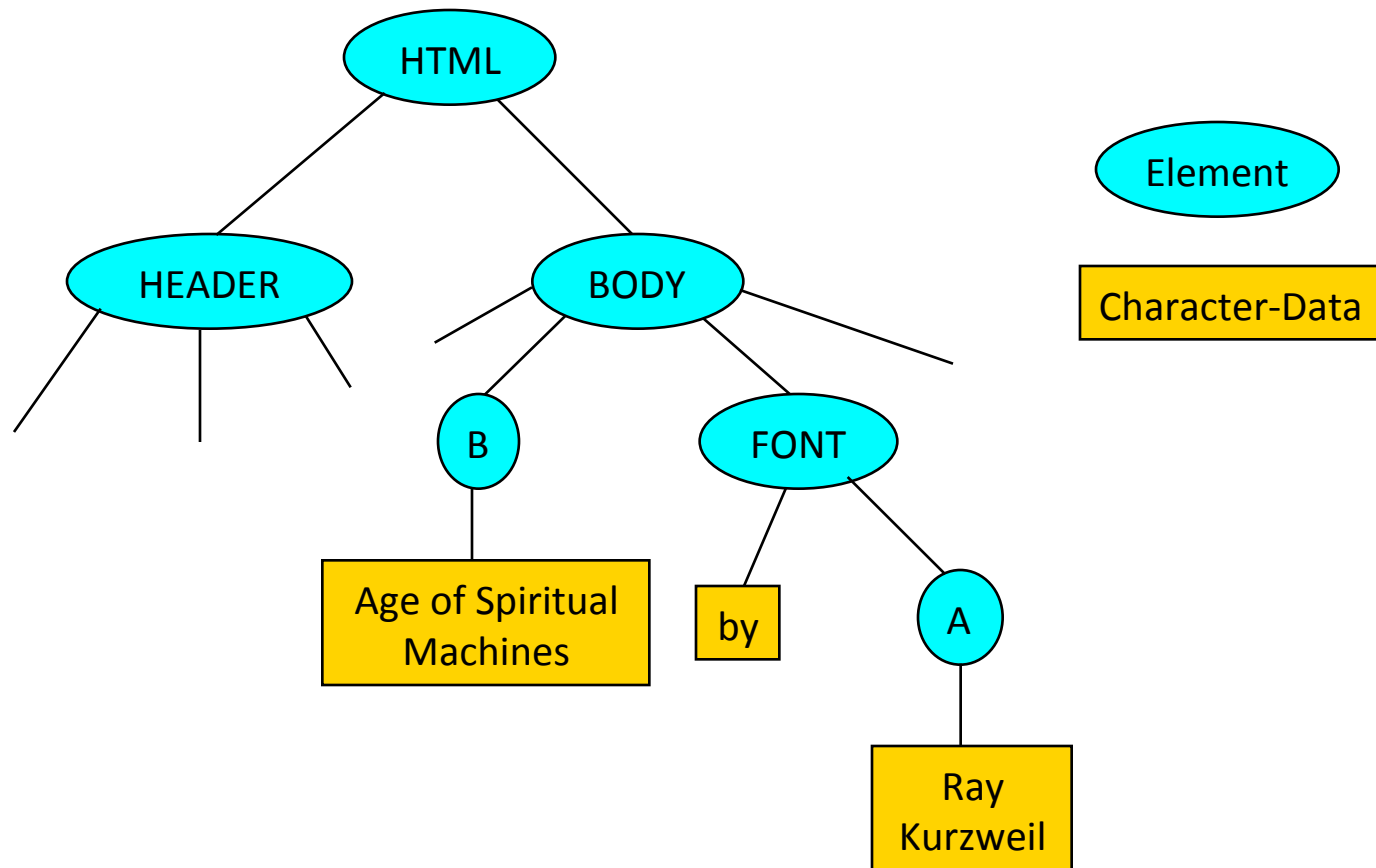 HTML
Element
HEADER
BODY
Character-Data
B
FONT
Age of Spiritual
Machines
by
A
Ray
Kurzweil